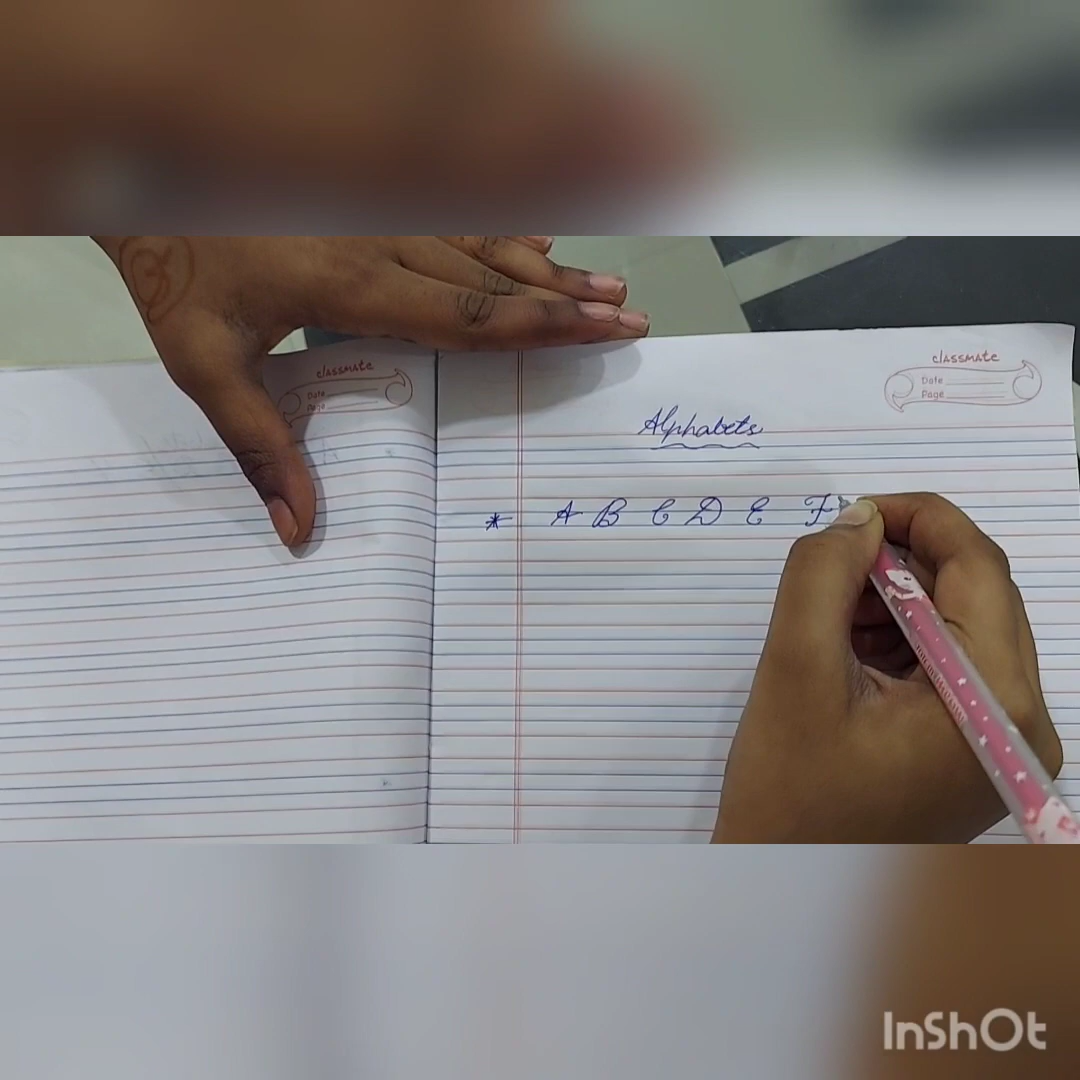 classmate
Date
Page
classmate
Date
Page
Alphabets
* A B C D E F
InShOt